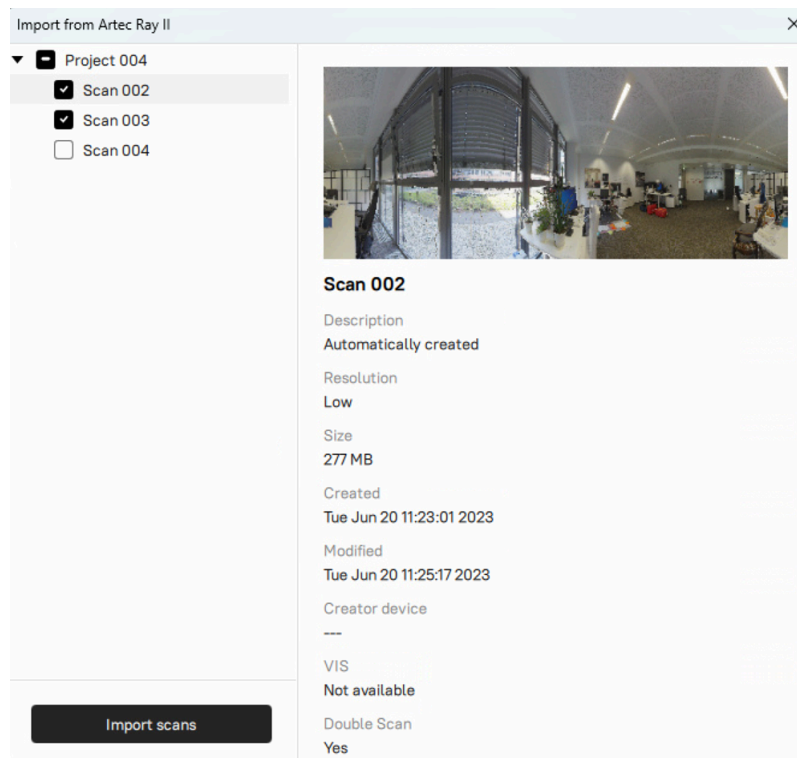 Import from Artec Ray II
Project 004
Scan 002
Scan 003
Scan 004
Import scans
Scan 002
Description
Automatically created
Resolution
Low
Size
277 MB
Created
Tue Jun 20 11:23:01 2023
Modified
Tue Jun 20 11:25:17 2023
Creator device
---
VIS
Not available
Double Scan
Yes